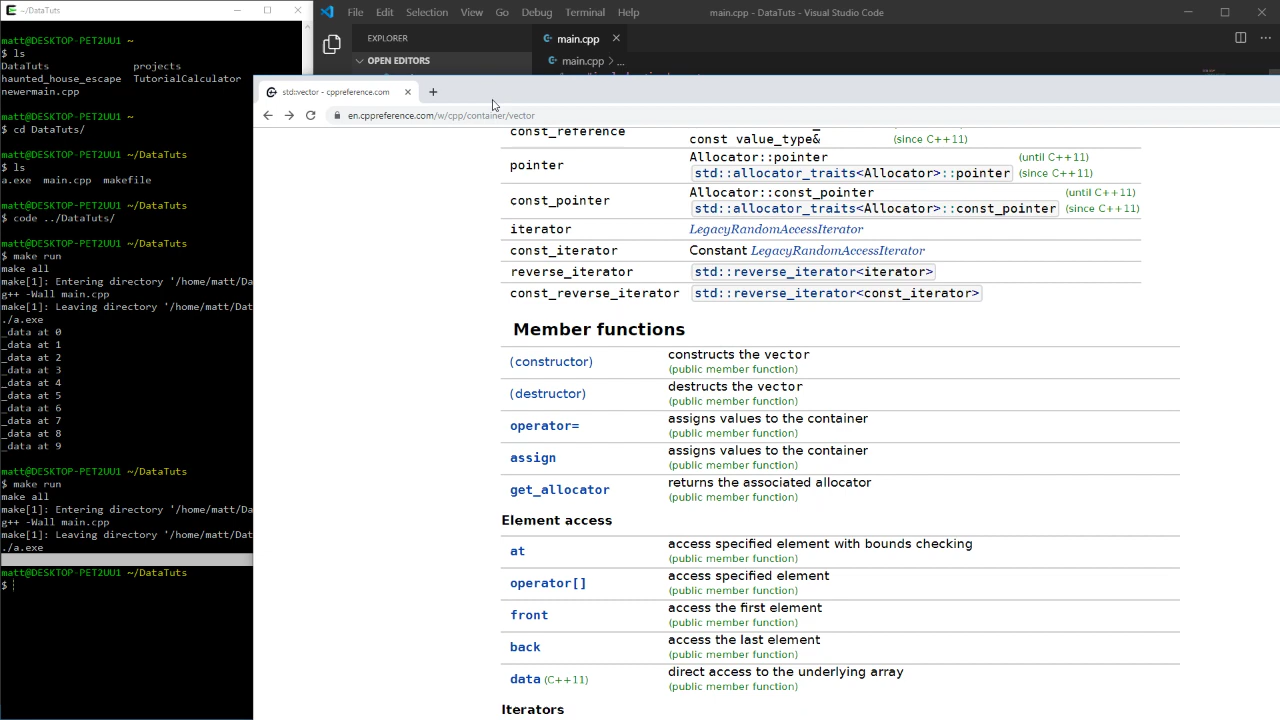 ~/DataTuts
matt@DESKTOP-PET2UU1 ~
$ ls
DataTuts projects
haunted_house_escape TutorialCalculator
newermain.cpp
matt@DESKTOP-PET2UU1 ~
$ cd DataTuts/
matt@DESKTOP-PET2UU1 ~/DataTuts
$ ls
a.exe main.cpp makefile
matt@DESKTOP-PET2UU1 ~/DataTuts
$ code ../DataTuts/
matt@DESKTOP-PET2UU1 ~/DataTuts
$ make run
make all
make[1]: Entering directory '/home/matt/Da
g++ -Wall main.cpp
make[1]: Leaving directory '/home/matt/Dat
./a.exe
_data at 0
_data at 1
_data at 2
_data at 3
_data at 4
_data at 5
_data at 6
_data at 7
_data at 8
_data at 9
matt@DESKTOP-PET2UU1 ~/DataTuts
$ make run
make all
make[1]: Entering directory '/home/matt/Da
g++ -Wall main.cpp
make[1]: Leaving directory '/home/matt/Dat
./a.exe
matt@DESKTOP-PET2UU1 ~/DataTuts
$
File Edit Selection View Go Debug Terminal Help main.cpp - DataTuts - Visual Studio Code
EXPLORER
OPEN EDITORS
main.cpp
main.cpp > ...
std::vector - cppreference.com
en.cppreference.com/w/cpp/container/vector
const_reference const value_type& (since C++11)
pointer Allocator::pointer (until C++11)
std::allocator_traits<Allocator>::pointer (since C++11)
const_pointer Allocator::const_pointer (until C++11)
std::allocator_traits<Allocator>::const_pointer (since C++11)
iterator LegacyRandomAccessIterator
const_iterator Constant LegacyRandomAccessIterator
reverse_iterator std::reverse_iterator<iterator>
const_reverse_iterator std::reverse_iterator<const_iterator>
Member functions
(constructor) constructs the vector
(public member function)
(destructor) destructs the vector
(public member function)
operator= assigns values to the container
(public member function)
assign assigns values to the container
(public member function)
get_allocator returns the associated allocator
(public member function)
Element access
at access specified element with bounds checking
(public member function)
operator[] access specified element
(public member function)
front access the first element
(public member function)
back access the last element
(public member function)
data (C++11) direct access to the underlying array
(public member function)
Iterators